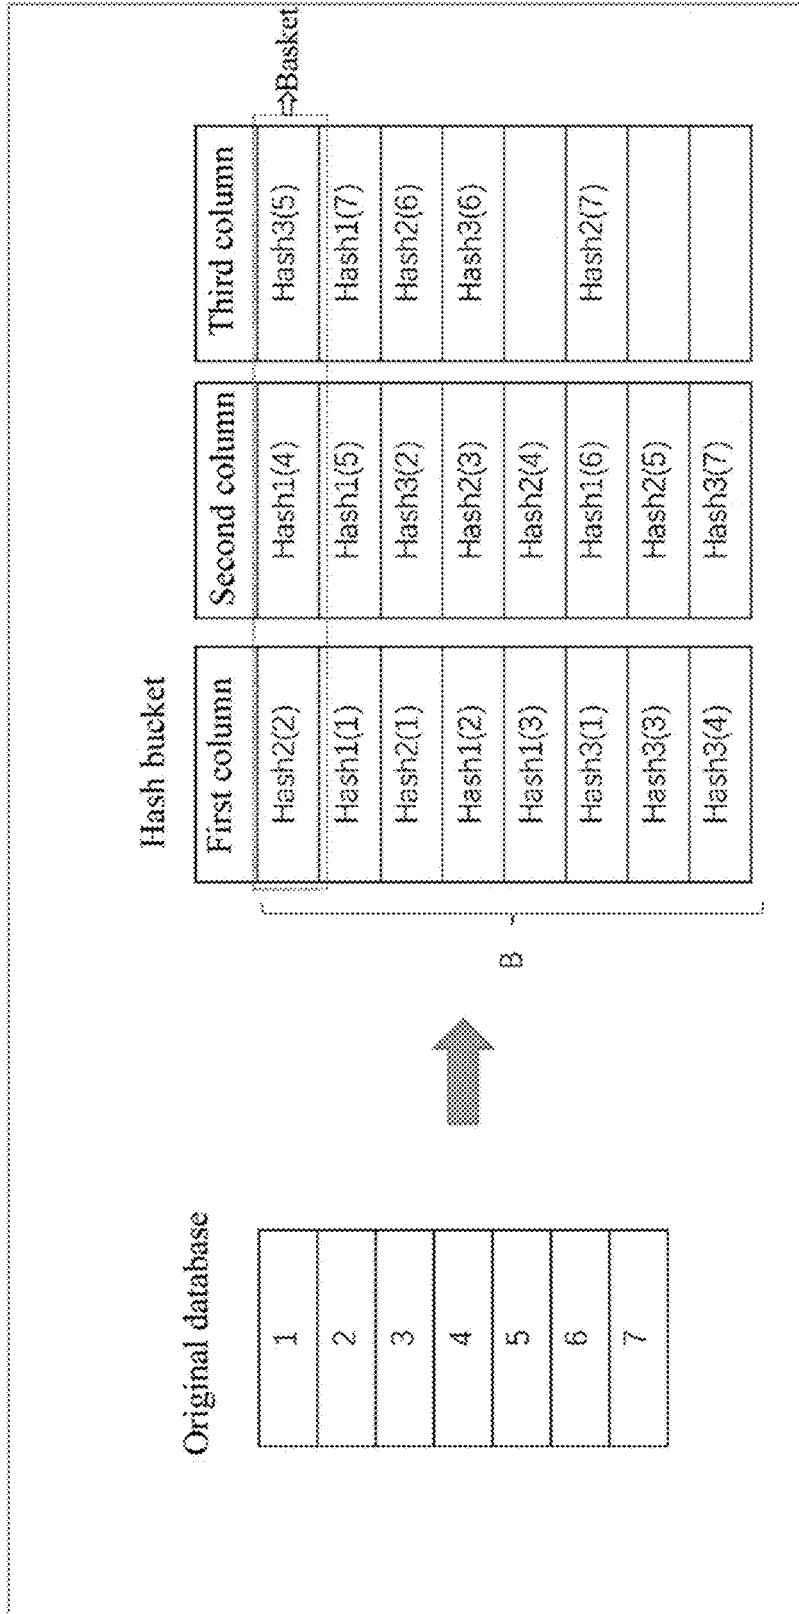 Original database
1
2
3
4
5
6
7
B
Hash bucket
First column Second column Third column
Hash2(2) Hash1(4) Hash3(5) ⇒Basket
Hash1(1) Hash1(5) Hash1(7)
Hash2(1) Hash3(2) Hash2(6)
Hash1(2) Hash2(3) Hash3(6)
Hash1(3) Hash2(4)
Hash3(1) Hash1(6) Hash2(7)
Hash3(3) Hash2(5)
Hash3(4) Hash3(7)